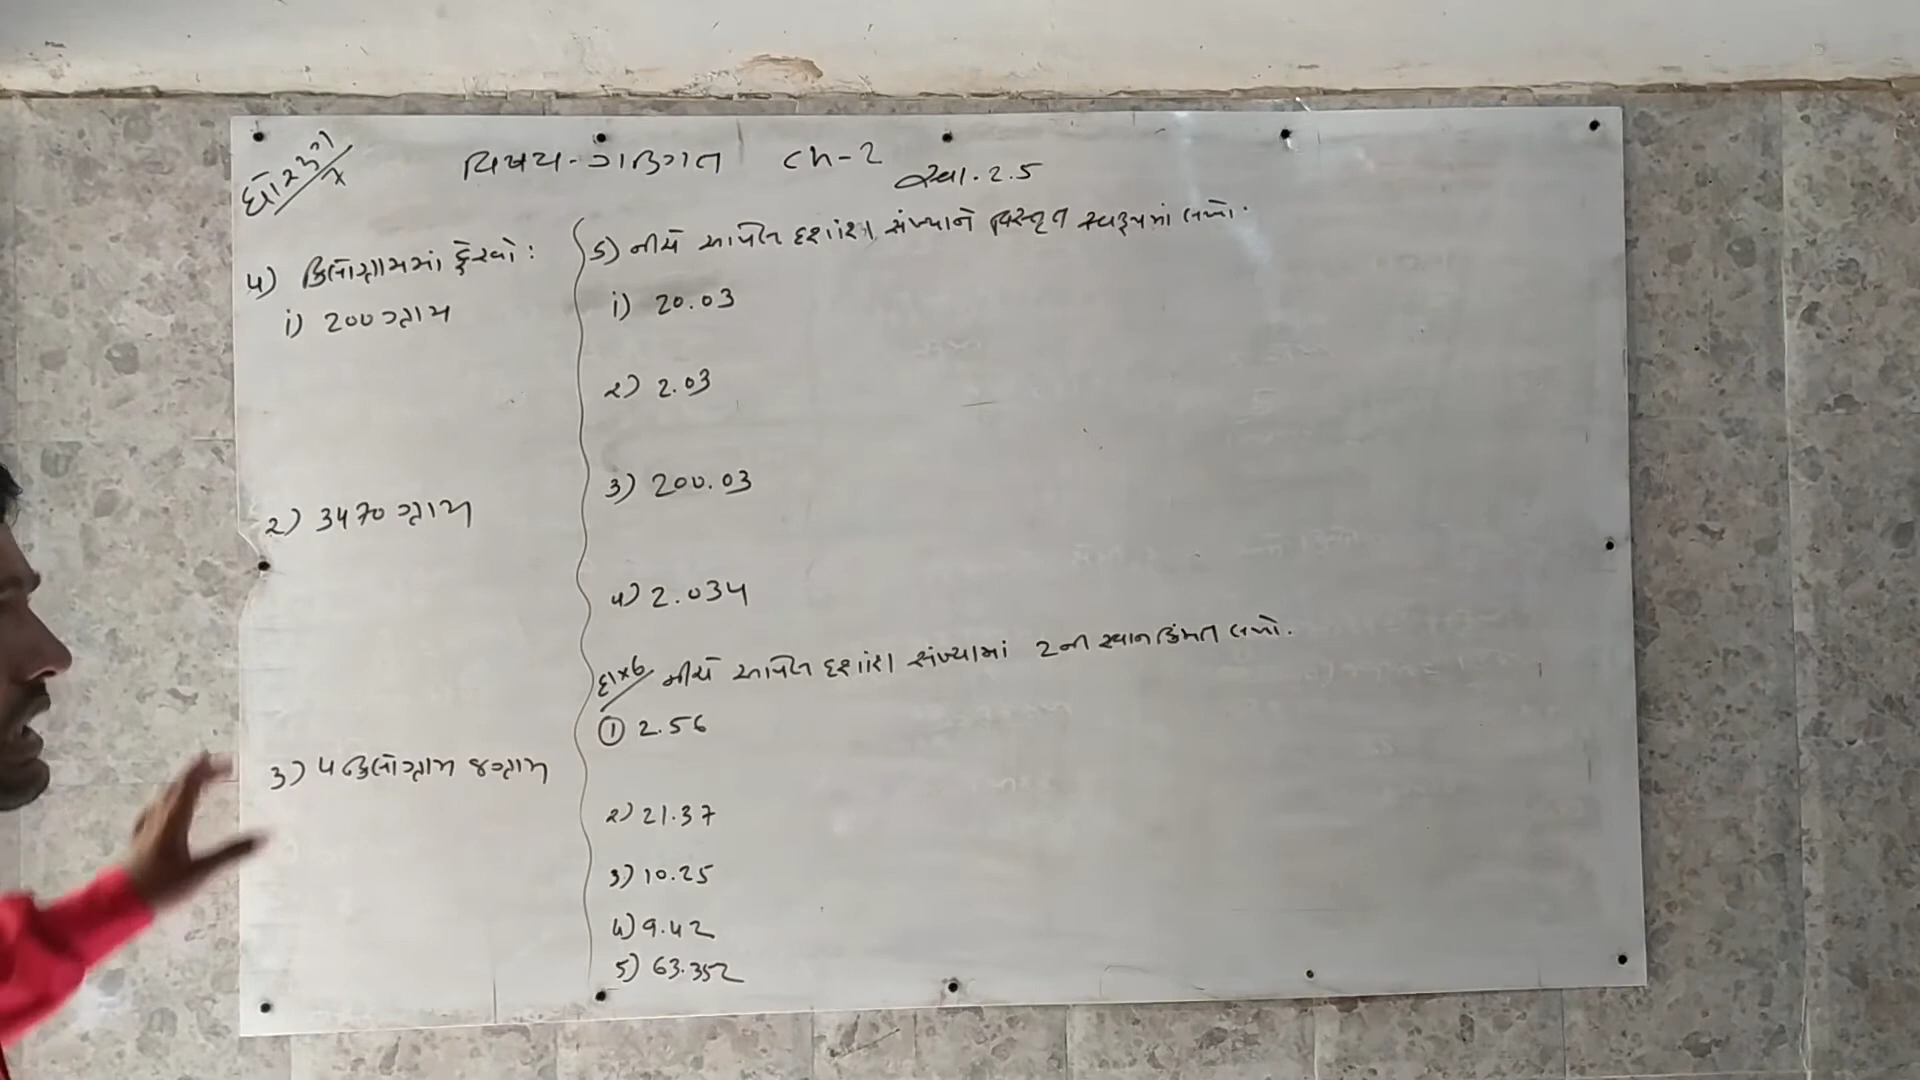 ધોરણ 7
વિષય - ગણિત ch-2
સ્વા. 2.5
4) કિલોગ્રામમાં ફેરવો :
i) 200 ગ્રામ
2) 3470 ગ્રામ
3) 4 કિલોગ્રામ 8 ગ્રામ
5) નીચે આપેલ દશાંશ સંખ્યાને વિસ્તૃત સ્વરૂપમાં લખો.
i) 20.03
2) 2.03
3) 200.03
4) 2.034
દા×6 નીચે આપેલ દશાંશ સંખ્યામાં 2ની સ્થાન કિંમત લખો.
① 2.56
2) 21.37
3) 10.25
4) 9.42
5) 63.352